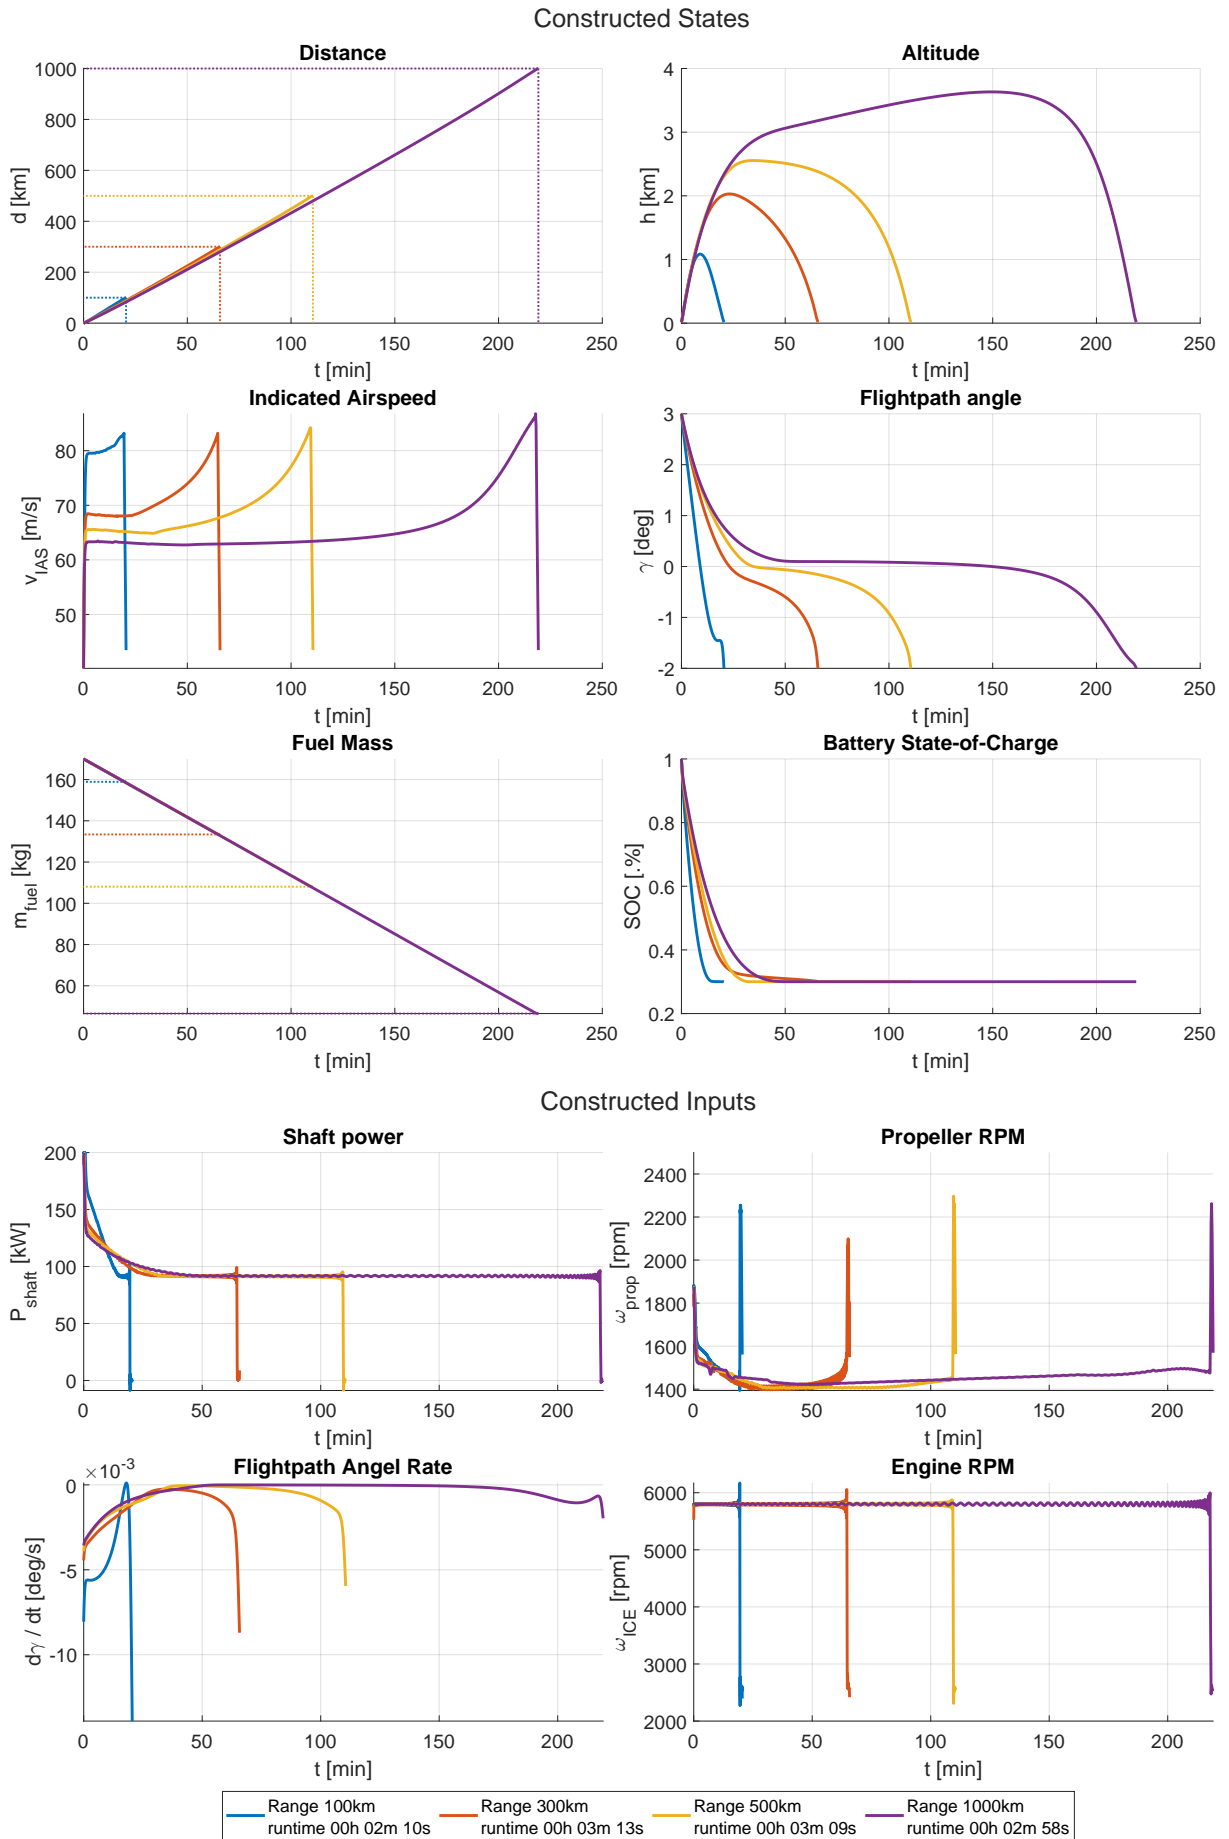 Constructed States
Distance
1000
800
600
400
200
0
d [km]
0 50 100 150 200 250
t [min]
Altitude
4
3
2
1
0
h [km]
0 50 100 150 200 250
t [min]
Indicated Airspeed
80
70
60
50
v_IAS [m/s]
0 50 100 150 200 250
t [min]
Flightpath angle
3
2
1
0
-1
-2
γ [deg]
0 50 100 150 200 250
t [min]
Fuel Mass
160
140
120
100
80
60
m_fuel [kg]
0 50 100 150 200 250
t [min]
Battery State-of-Charge
1
0.8
0.6
0.4
0.2
SOC [.%]
0 50 100 150 200 250
t [min]
Constructed Inputs
Shaft power
200
150
100
50
0
P_shaft [kW]
0 50 100 150 200
t [min]
Propeller RPM
2400
2200
2000
1800
1600
1400
ω_prop [rpm]
0 50 100 150 200
t [min]
Flightpath Angel Rate
×10^-3
0
-5
-10
dγ / dt [deg/s]
0 50 100 150 200
t [min]
Engine RPM
6000
5000
4000
3000
2000
ω_ICE [rpm]
0 50 100 150 200
t [min]
Range 100km
runtime 00h 02m 10s
Range 300km
runtime 00h 03m 13s
Range 500km
runtime 00h 03m 09s
Range 1000km
runtime 00h 02m 58s